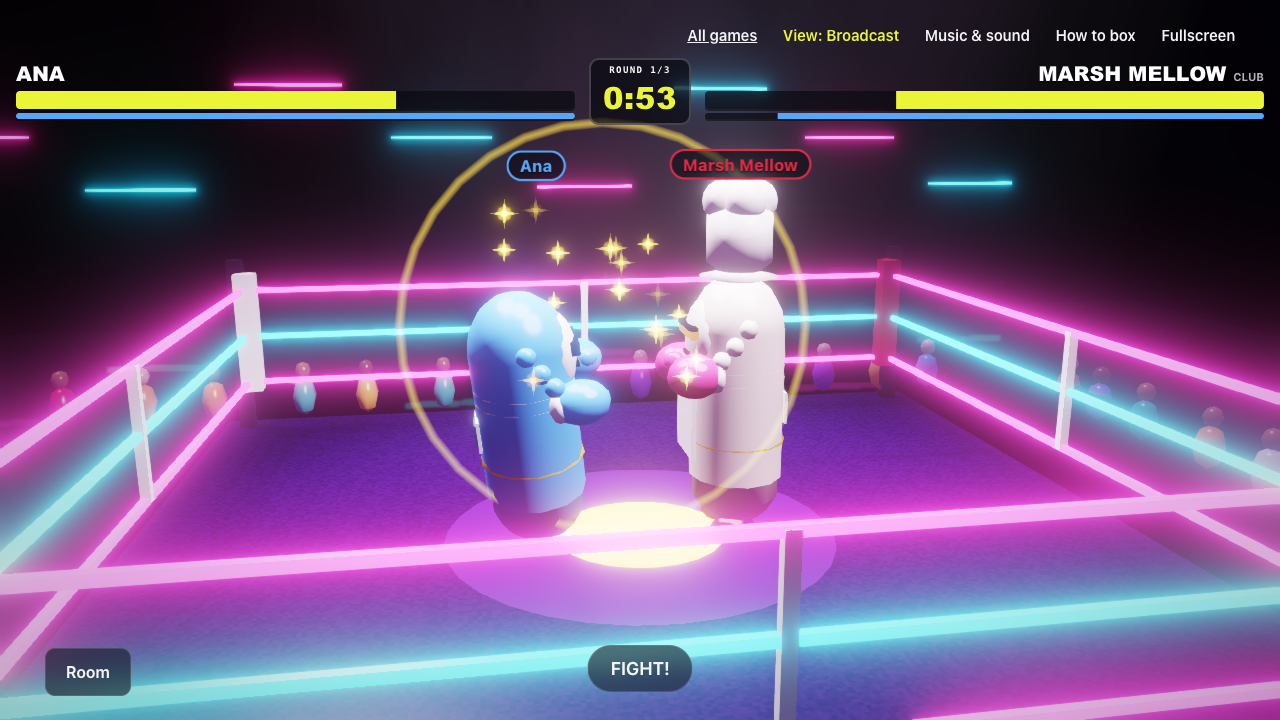 All games
View: Broadcast
Music & sound
How to box
Fullscreen
ANA
ROUND 1/3
0:53
MARSH MELLOW CLUB
Ana
Marsh Mellow
Room
FIGHT!